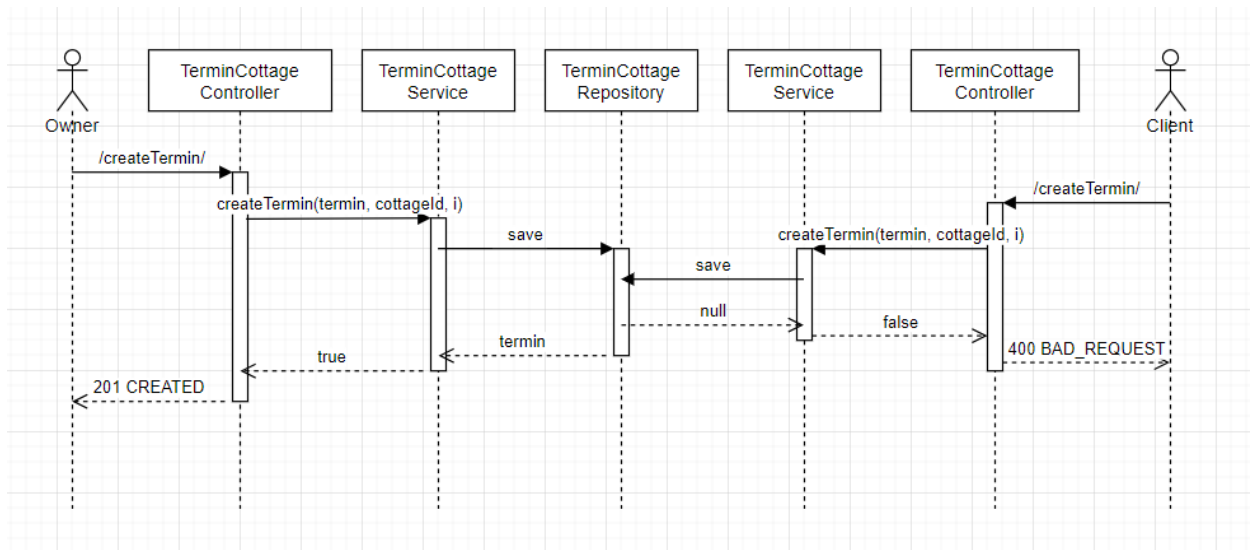 TerminCottage
Controller
TerminCottage
Service
TerminCottage
Repository
TerminCottage
Service
TerminCottage
Controller
Owner
Client
/createTermin/
/createTermin/
createTermin(termin, cottageId, i)
save
createTermin(termin, cottageId, i)
save
null
false
termin
400 BAD_REQUEST
true
201 CREATED